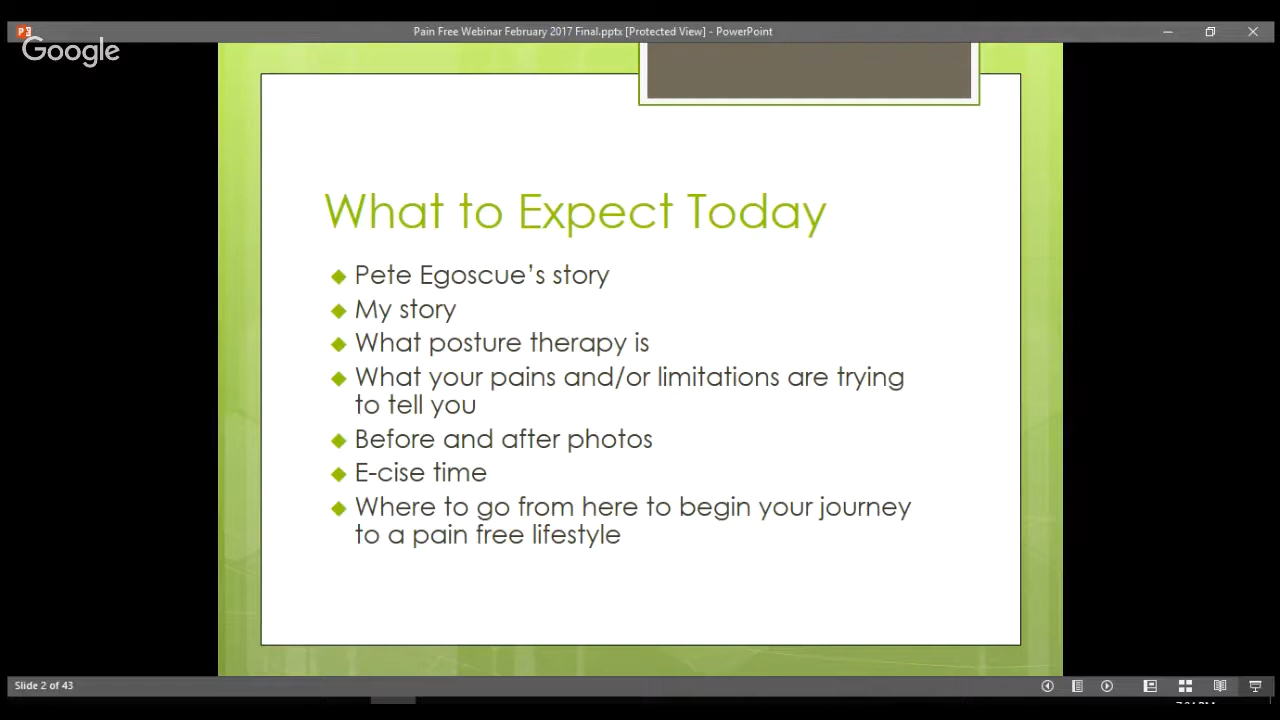 Pain Free Webinar February 2017 Final.pptx [Protected View] - PowerPoint
Google
What to Expect Today
Pete Egoscue's story
My story
What posture therapy is
What your pains and/or limitations are trying
to tell you
Before and after photos
E-cise time
Where to go from here to begin your journey
to a pain free lifestyle
Slide 2 of 43